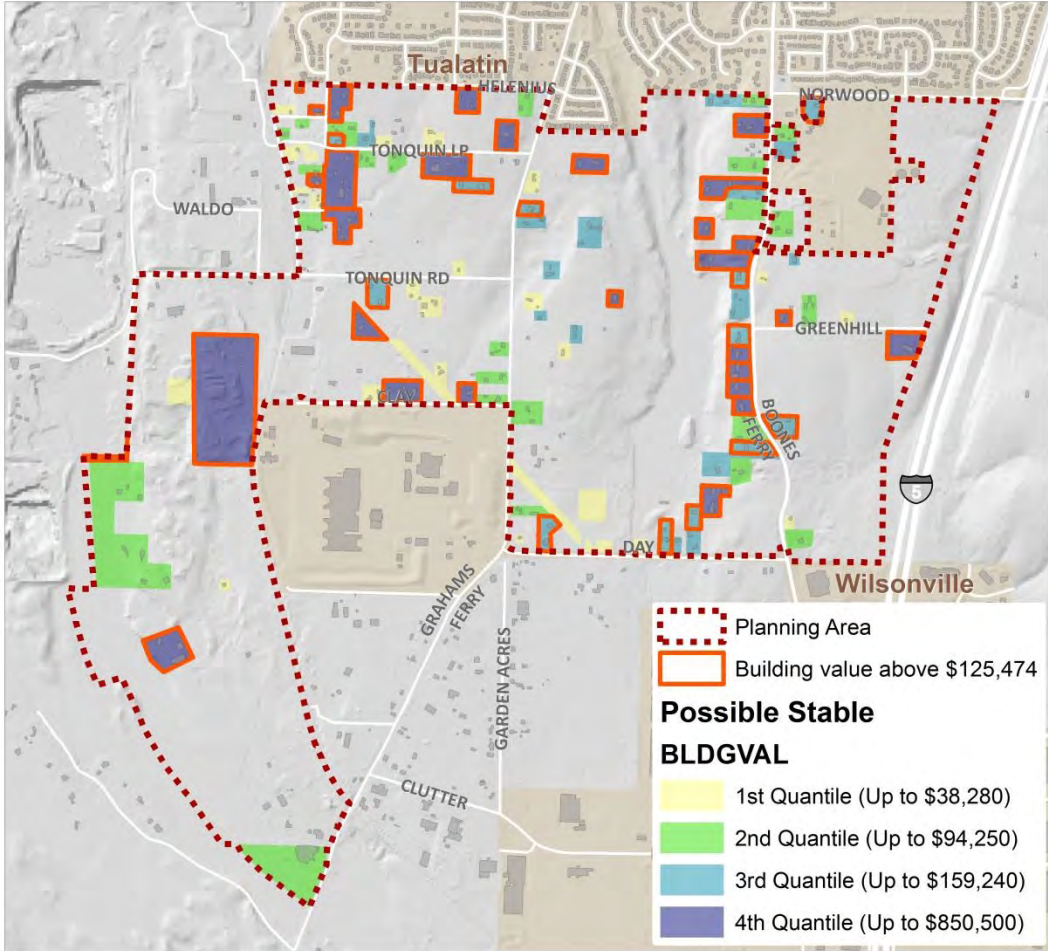 Tualatin
HELENIUS
NORWOOD
TONQUIN LP
WALDO
TONQUIN RD
GREENHILL
CLAY
BOONES
FERRY
5
DAY
Wilsonville
GRAHAMS
FERRY
GARDEN ACRES
CLUTTER
Planning Area
Building value above $125,474
Possible Stable
BLDGVAL
1st Quantile (Up to $38,280)
2nd Quantile (Up to $94,250)
3rd Quantile (Up to $159,240)
4th Quantile (Up to $850,500)